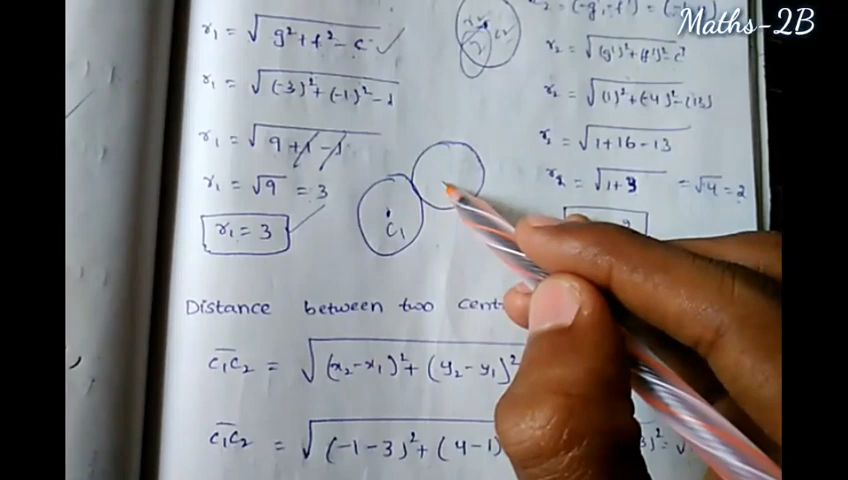 Maths-2B
r₁ = √g² + f² - c
r₁ = √(-3)² + (-1)² - 1
r₁ = √9 + 1 - 1
r₁ = √9 = 3
r₁ = 3
C₁
r₂ = √(g')² + (f')² - c'
r₂ = √(1)² + (-4)² - (13)
r₂ = √1 + 16 - 13
r₂ = √1 + 3 = √4 = 2
Distance between two
C₁C₂ = √(x₂ - x₁)² + (y₂ - y₁)²
C₁C₂ = √(-1 - 3)² + (4 - 1)